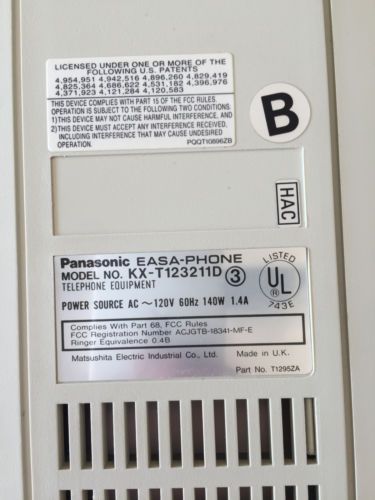 LICENSED UNDER ONE OR MORE OF THE
FOLLOWING U.S. PATENTS
4,954,951 4,942,516 4,896,260 4,829,419
4,825,364 4,686,622 4,531,182 4,396,976
4,371,923 4,121,284 4,120,583
THIS DEVICE COMPLIES WITH PART 15 OF THE FCC RULES.
OPERATION IS SUBJECT TO THE FOLLOWING TWO CONDITIONS:
1)THIS DEVICE MAY NOT CAUSE HARMFUL INTERFERENCE, AND
2)THIS DEVICE MUST ACCEPT ANY INTERFERENCE RECEIVED,
INCLUDING INTERFERENCE THAT MAY CAUSE UNDESIRED
OPERATION.
PQQT10896ZB
B
HAC
Panasonic EASA-PHONE
MODEL NO. KX-T123211D 3
TELEPHONE EQUIPMENT
LISTED
UL
®
743E
POWER SOURCE AC ～120V 60Hz 140W 1.4A
Complies With Part 68, FCC Rules
FCC Registration Number ACJGTB-18341-MF-E
Ringer Equivalence 0.4B
Matsushita Electric Industrial Co., Ltd.
Made in U.K.
Part No. T1295ZA